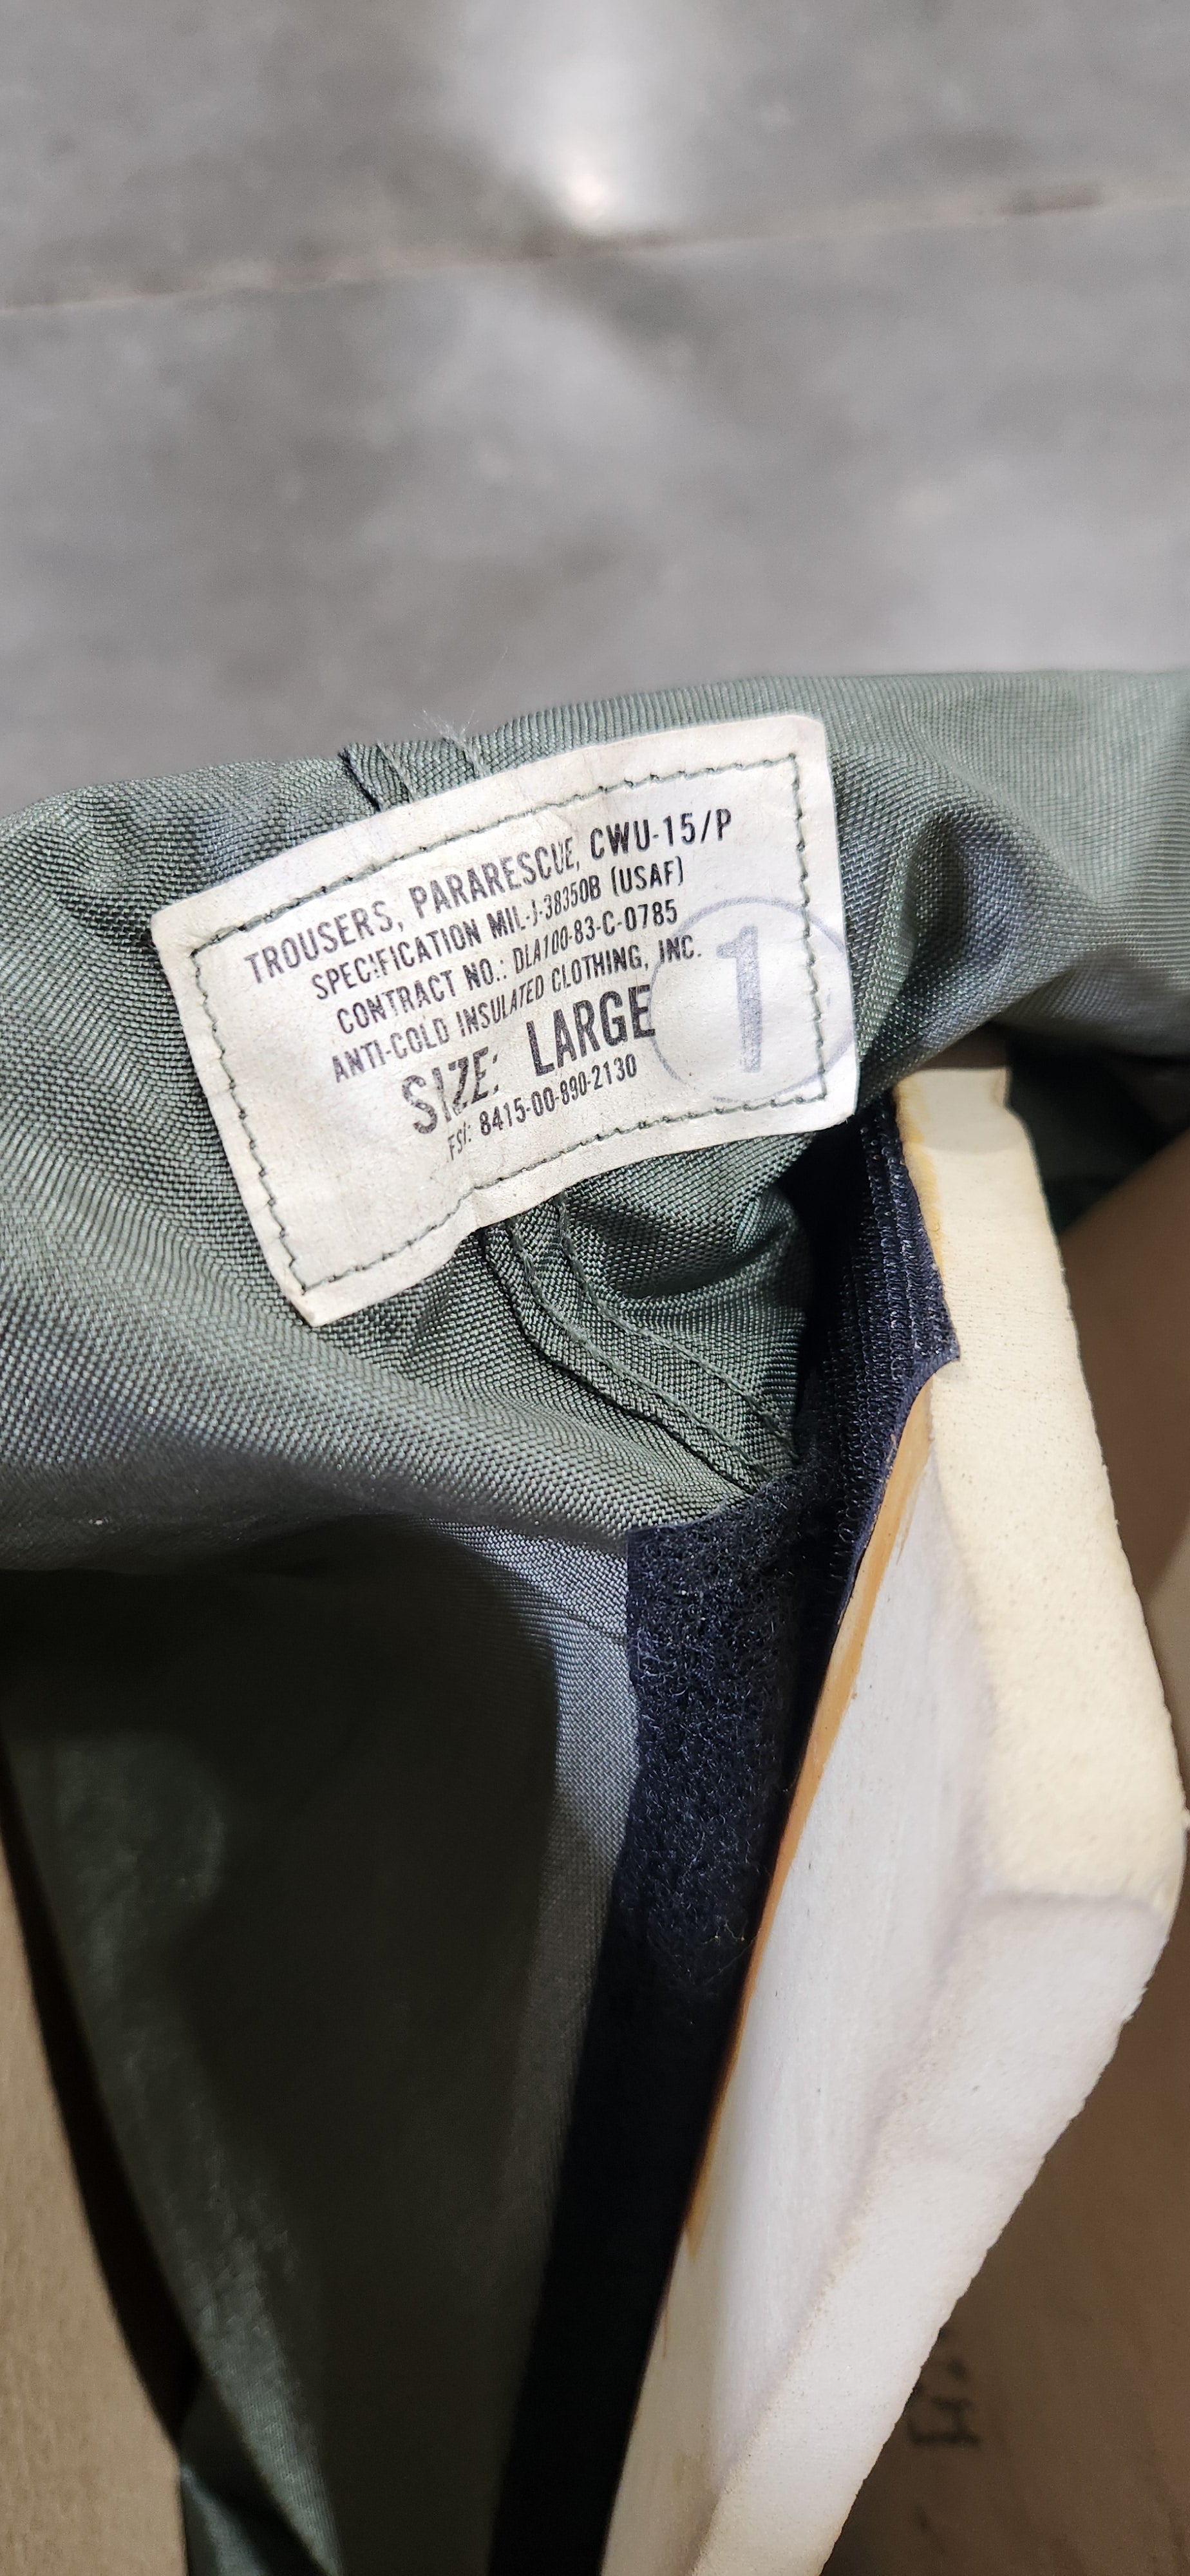 TROUSERS, PARARESCUE, CWU-15/P
SPECIFICATION MIL-J-38350B (USAF)
CONTRACT NO.: DLA100-83-C-0785
ANTI-COLD INSULATED CLOTHING, INC.
SIZE: LARGE
FSI: 8415-00-890-2130
1